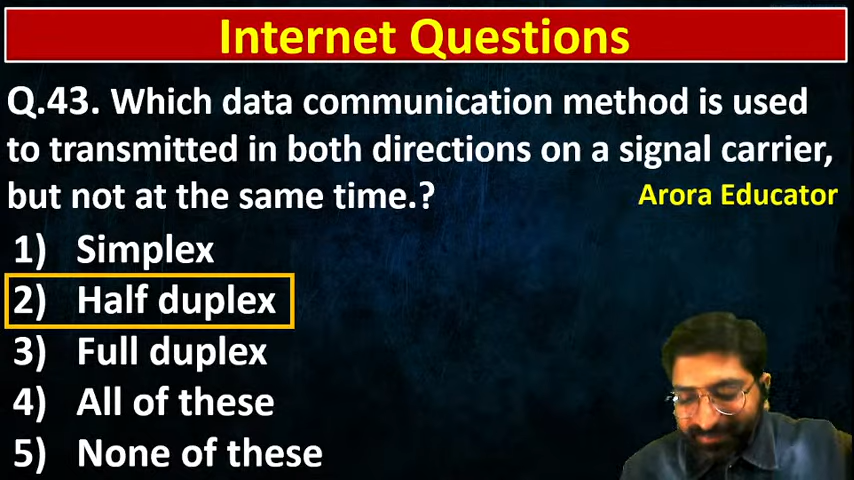 Internet Questions
Q.43. Which data communication method is used
to transmitted in both directions on a signal carrier,
but not at the same time.?
Arora Educator
1) Simplex
2) Half duplex
3) Full duplex
4) All of these
5) None of these